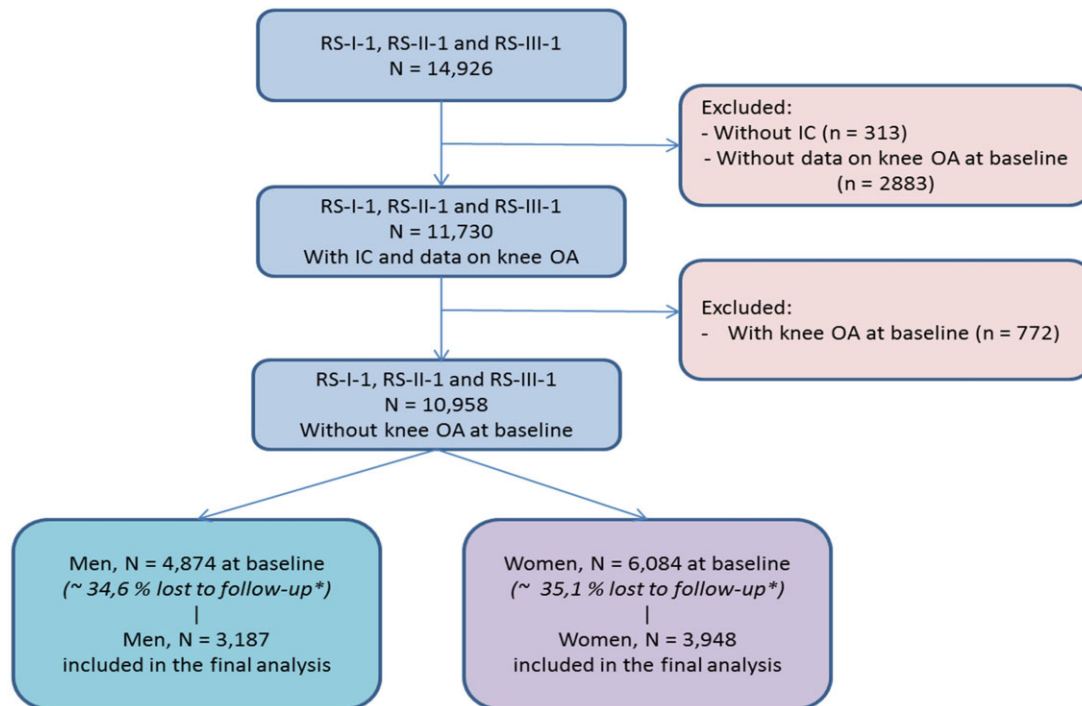 RS-I-1, RS-II-1 and RS-III-1
N = 14,926
Excluded:
- Without IC (n = 313)
- Without data on knee OA at baseline
(n = 2883)
RS-I-1, RS-II-1 and RS-III-1
N = 11,730
With IC and data on knee OA
Excluded:
- With knee OA at baseline (n = 772)
RS-I-1, RS-II-1 and RS-III-1
N = 10,958
Without knee OA at baseline
Men, N = 4,874 at baseline
(~ 34,6 % lost to follow-up*)
|
Men, N = 3,187
included in the final analysis
Women, N = 6,084 at baseline
(~ 35,1 % lost to follow-up*)
|
Women, N = 3,948
included in the final analysis